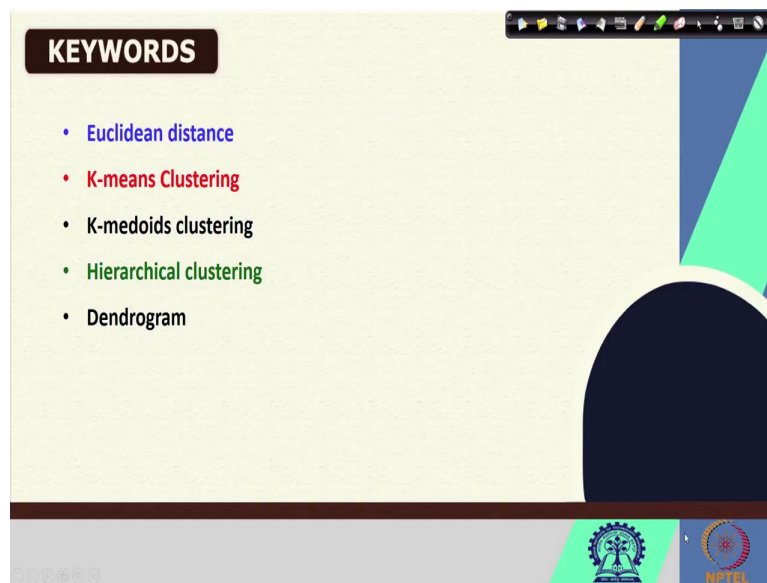 KEYWORDS
• Euclidean distance
• K-means Clustering
• K-medoids clustering
• Hierarchical clustering
• Dendrogram
NPTEL